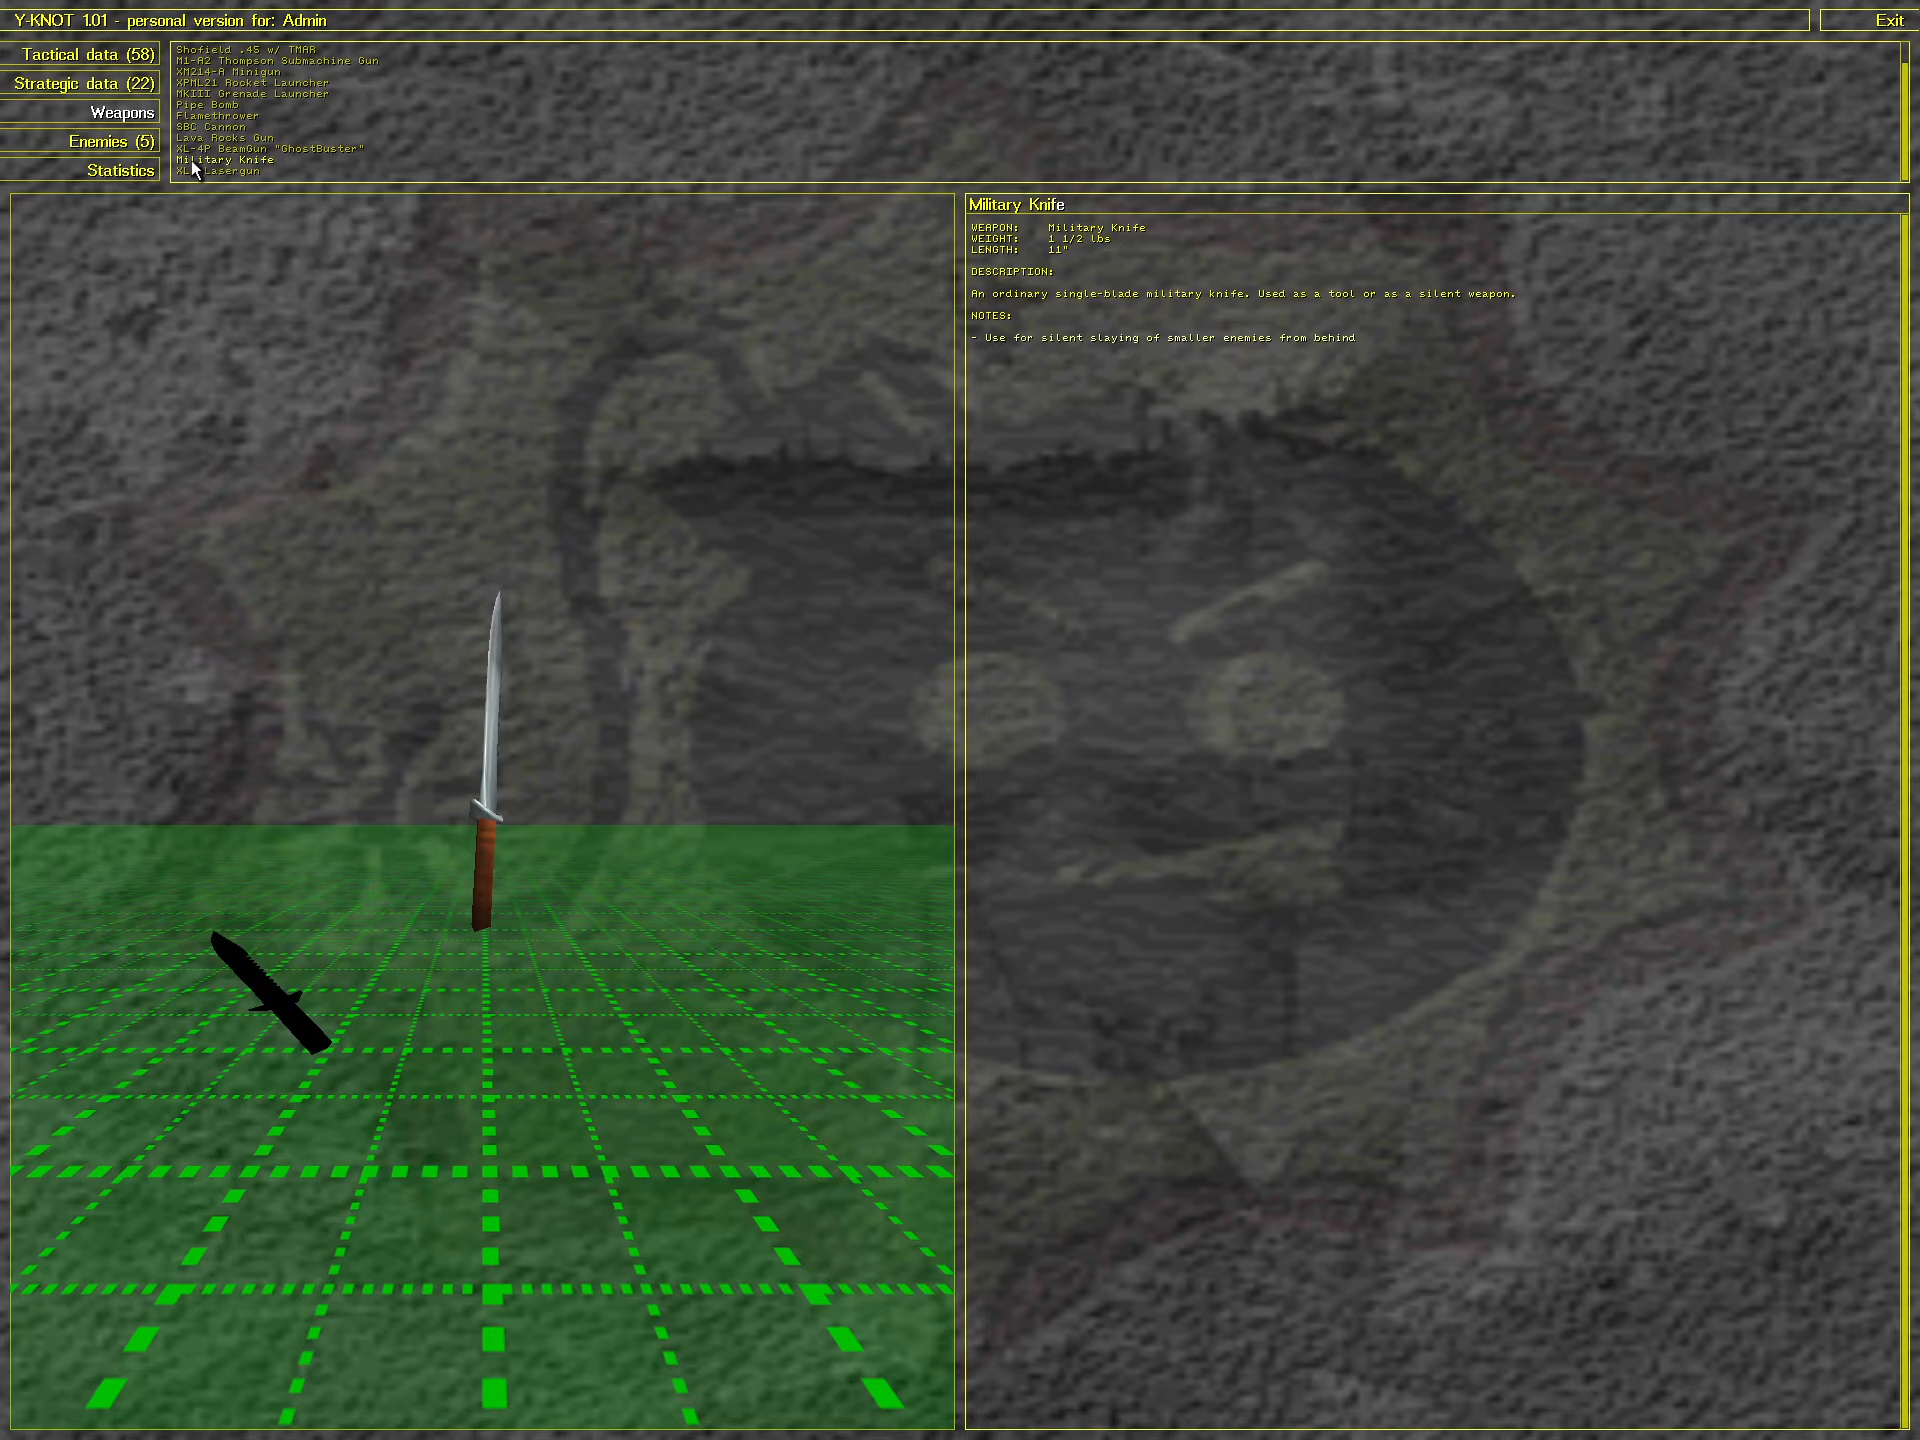 Y-KNOT 1.01 - personal version for: Admin
Exit
Tactical data (58)
Strategic data (22)
Weapons
Enemies (5)
Statistics
Shofield .45 w/ TMAR
M1-A2 Thompson Submachine Gun
XM214-A Minigun
XPML21 Rocket Launcher
MKIII Grenade Launcher
Pipe Bomb
Flamethrower
SBC Cannon
Lava Rocks Gun
XL-4P BeamGun "GhostBuster"
Military Knife
Lasergun
Military Knife
WEAPON: Military Knife
WEIGHT: 1 1/2 lbs
LENGTH: 11"
DESCRIPTION:
An ordinary single-blade military knife. Used as a tool or as a silent weapon.
NOTES:
- Use for silent slaying of smaller enemies from behind